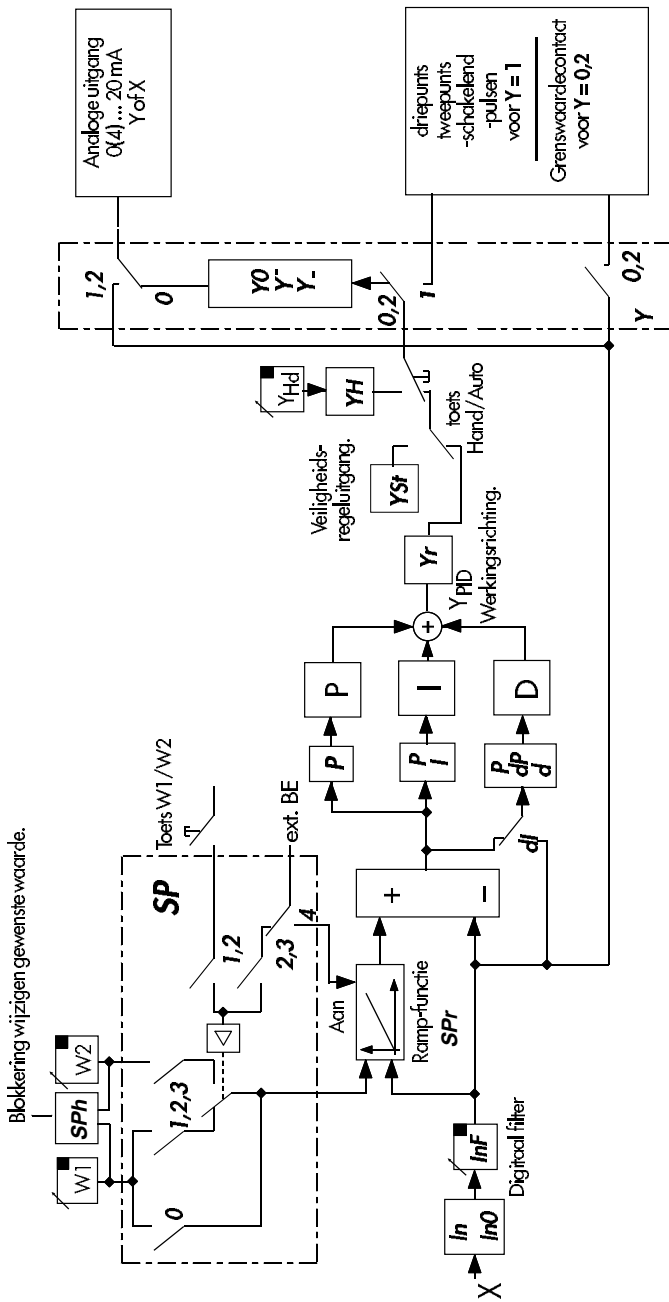 Blokkering wijzigen gewenste waarde.
W1
SPh
W2
Toets W1/W2
SP
0
1,2,3
1,2
2,3
4
ext. BE
Aan
Ramp-functie
SPr
X
In
InO
InF
Digitaal filter
+
−
dI
P
P
I
P
dP
d
P
I
D
+
YPID
Werkingsrichting.
Yr
Veiligheids-
regeluitgang.
YSt
YHd
YH
toets
Hand/Auto
1,2
0
Y0
Y-
Y-
0,2
1
0,2
Y
Analoge uitgang
0(4) ... 20 mA
Y of X
driepunts
tweepunts
-schakelend
-pulsen
voor Y = 1
Grenswaardecontact
voor Y = 0,2